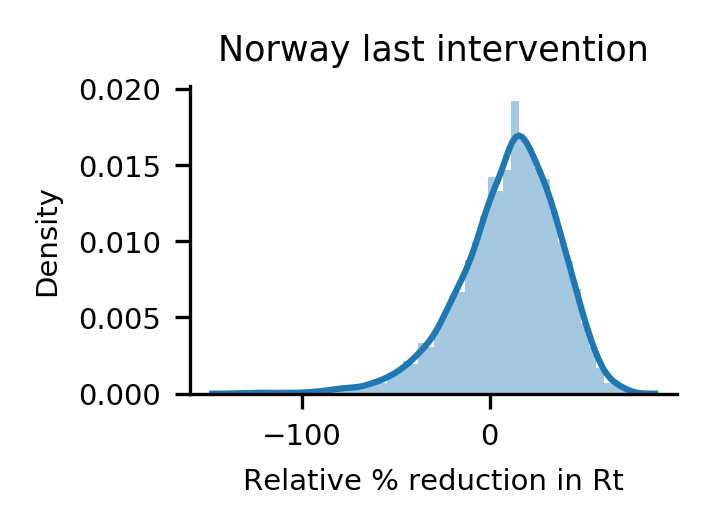 Norway last intervention
0.020
0.015
0.010
0.005
0.000
Density
−100 0
Relative % reduction in Rt